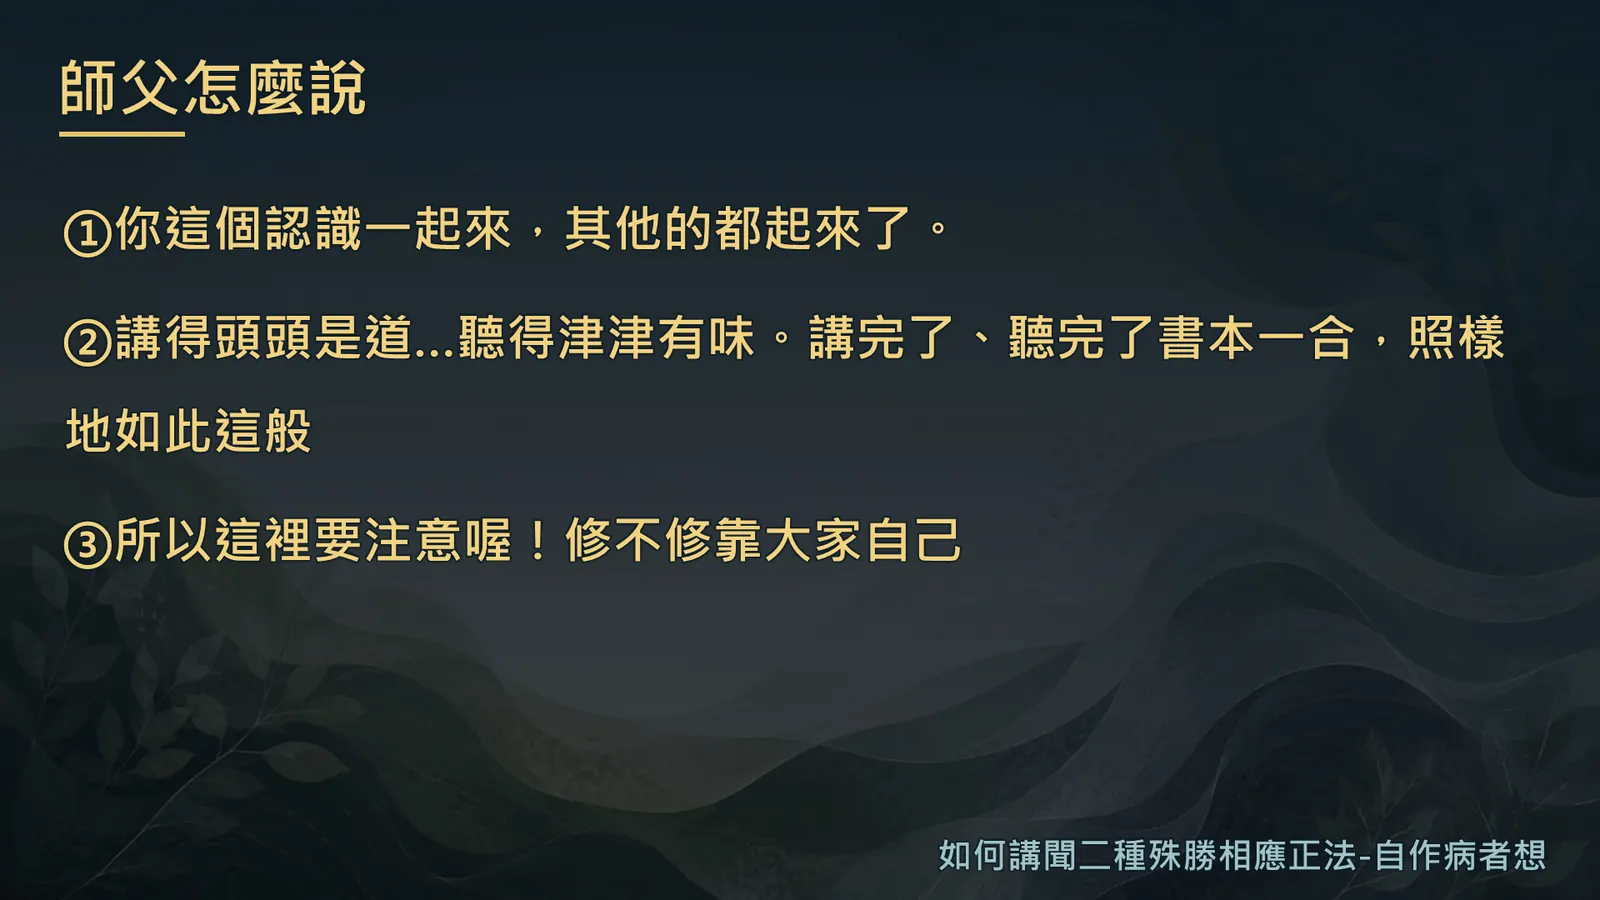 師父怎麼說
①你這個認識一起來，其他的都起來了。
②講得頭頭是道...聽得津津有味。講完了、聽完了書本一合，照樣
地如此這般
③所以這裡要注意喔！修不修靠大家自己
如何講聞二種殊勝相應正法-自作病者想